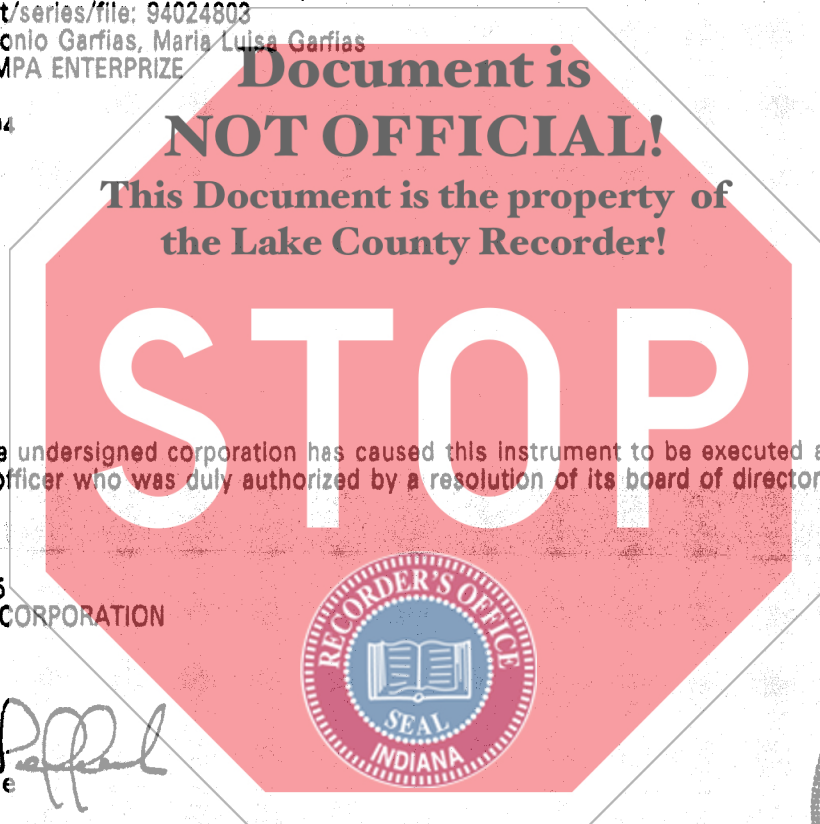 t/series/file: 94024803
onio Garfias, Maria Luisa Garfias
MPA ENTERPRIZE
Document is
NOT OFFICIAL!
This Document is the property of
the Lake County Recorder!
STOP
e undersigned corporation has caused this instrument to be executed a
officer who was duly authorized by a resolution of its board of director
CORPORATION
RECORDER'S OFFICE
SEAL
INDIANA
e